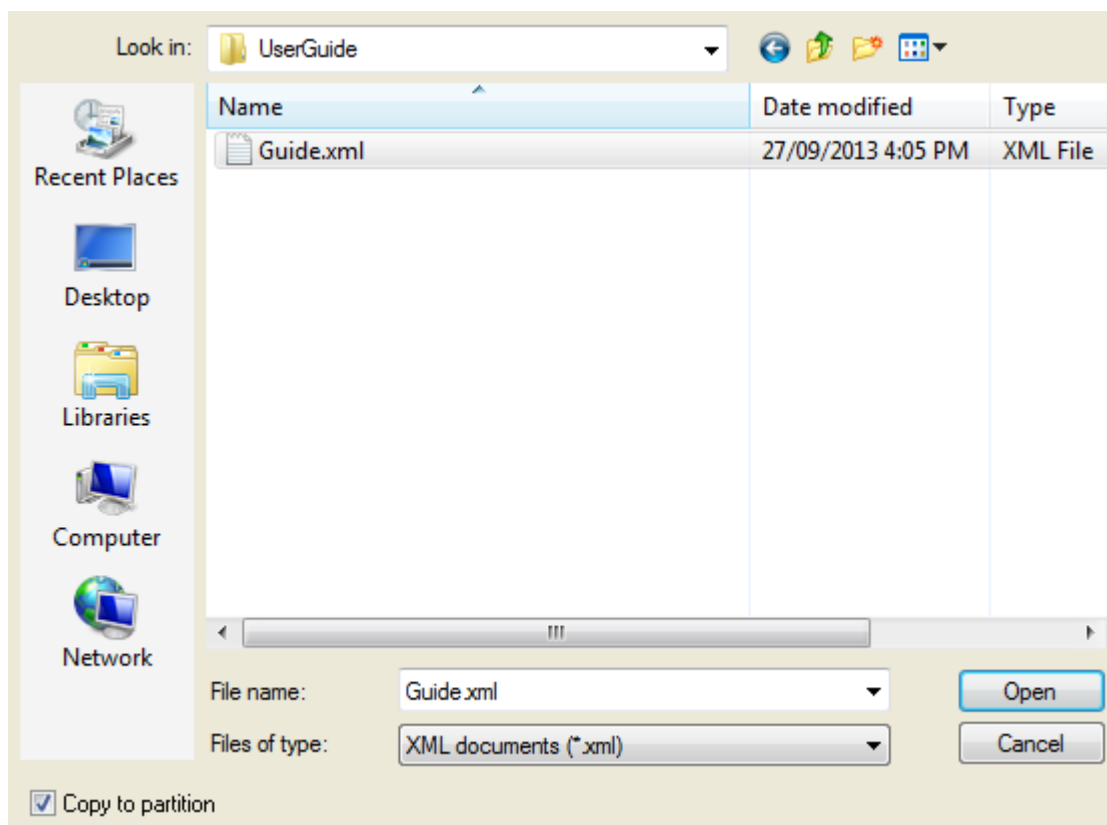 Look in: UserGuide
Name Date modified Type
Guide.xml 27/09/2013 4:05 PM XML File
Recent Places
Desktop
Libraries
Computer
Network
File name: Guide.xml Open
Files of type: XML documents (*.xml) Cancel
Copy to partition